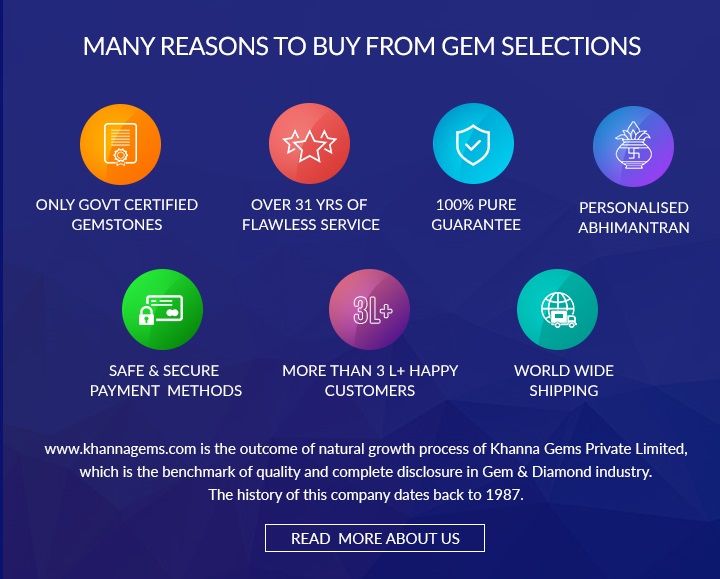 MANY REASONS TO BUY FROM GEM SELECTIONS
ONLY GOVT CERTIFIED
GEMSTONES
OVER 31 YRS OF
FLAWLESS SERVICE
100% PURE
GUARANTEE
PERSONALISED
ABHIMANTRAN
3L+
SAFE & SECURE
PAYMENT METHODS
MORE THAN 3 L+ HAPPY
CUSTOMERS
WORLD WIDE
SHIPPING
www.khannagems.com is the outcome of natural growth process of Khanna Gems Private Limited,
which is the benchmark of quality and complete disclosure in Gem & Diamond industry.
The history of this company dates back to 1987.
READ MORE ABOUT US